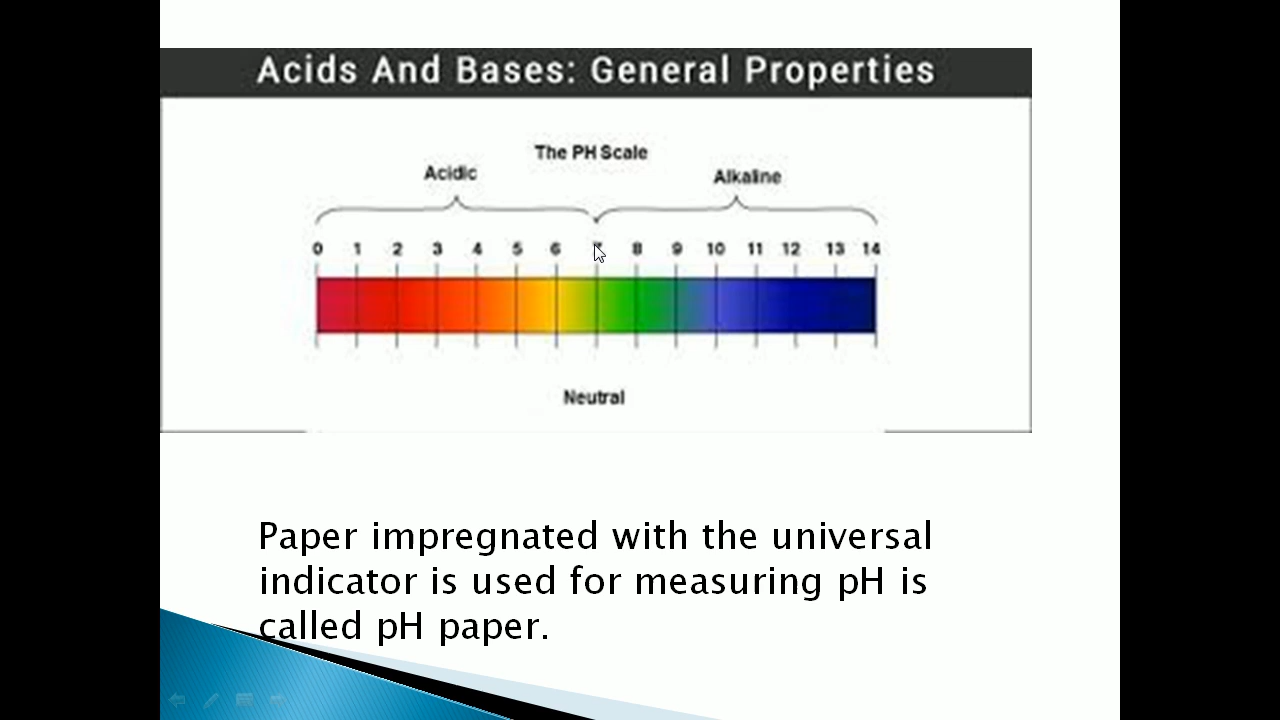 Acids And Bases: General Properties
The PH Scale
Acidic
Alkaline
0 1 2 3 4 5 6 8 9 10 11 12 13 14
Neutral
Paper impregnated with the universal
indicator is used for measuring pH is
called pH paper.